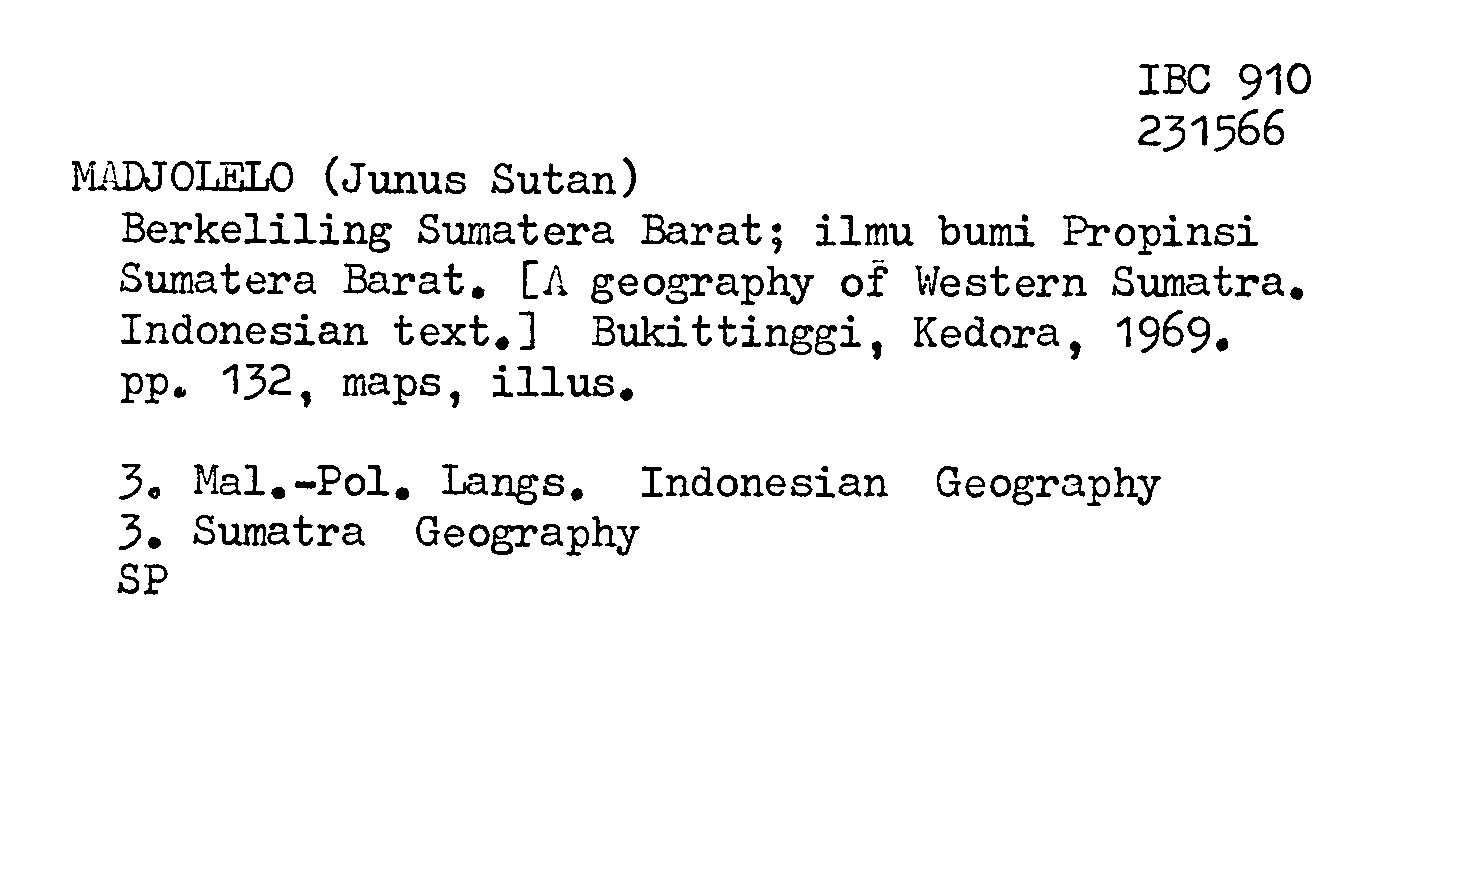 IBC 910
231566
MADJOLELO (Junus Sutan)
Berkeliling Sumatera Barat; ilmu bumi Propinsi
Sumatera Barat. [A geography of Western Sumatra.
Indonesian text.] Bukittinggi, Kedora, 1969.
pp. 132, maps, illus.
3. Mal.-Pol. Langs. Indonesian Geography
3. Sumatra Geography
SP